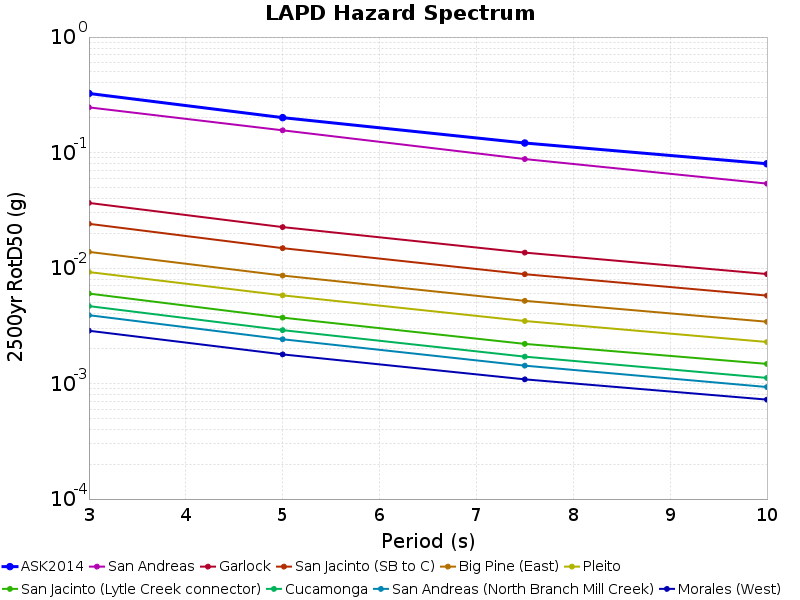 LAPD Hazard Spectrum
10^0
10^-1
10^-2
10^-3
10^-4
2500yr RotD50 (g)
3 4 5 6 7 8 9 10
Period (s)
ASK2014 San Andreas Garlock San Jacinto (SB to C) Big Pine (East) Pleito
San Jacinto (Lytle Creek connector) Cucamonga San Andreas (North Branch Mill Creek) Morales (West)